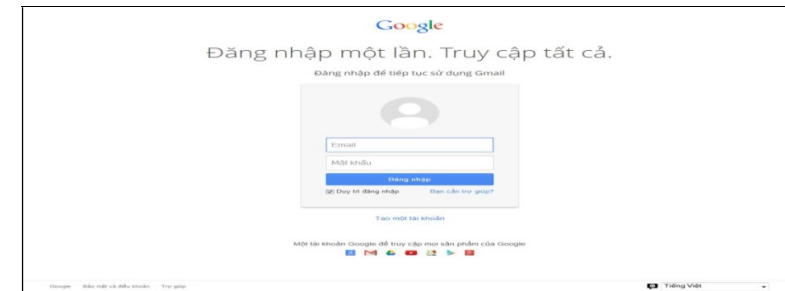 Google
Đăng nhập một lần. Truy cập tất cả.
Đăng nhập để tiếp tục sử dụng Gmail
Email
Mật khẩu
Đăng nhập
Duy trì đăng nhập Bạn cần trợ giúp?
Tạo một tài khoản
Một tài khoản Google để truy cập mọi sản phẩm của Google
Google Bảo mật và điều khoản Trợ giúp Tiếng Việt